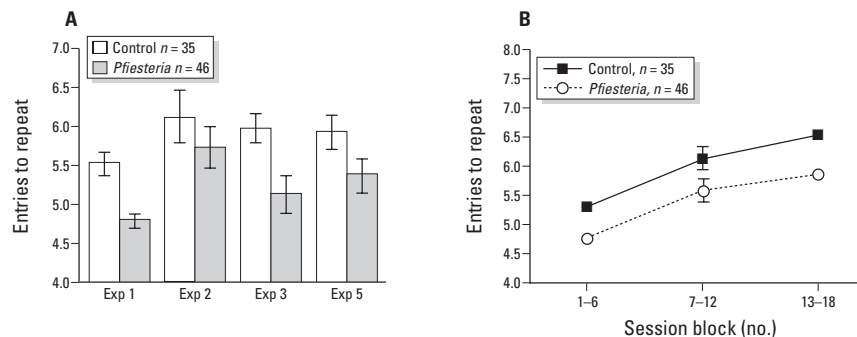 A
Entries to repeat
7.0
6.5
6.0
5.5
5.0
4.5
4.0
Control n = 35
Pfiesteria n = 46
Exp 1 Exp 2 Exp 3 Exp 5
B
Entries to repeat
8.0
7.5
7.0
6.5
6.0
5.5
5.0
4.5
4.0
Control, n = 35
Pfiesteria, n = 46
1–6 7–12 13–18
Session block (no.)